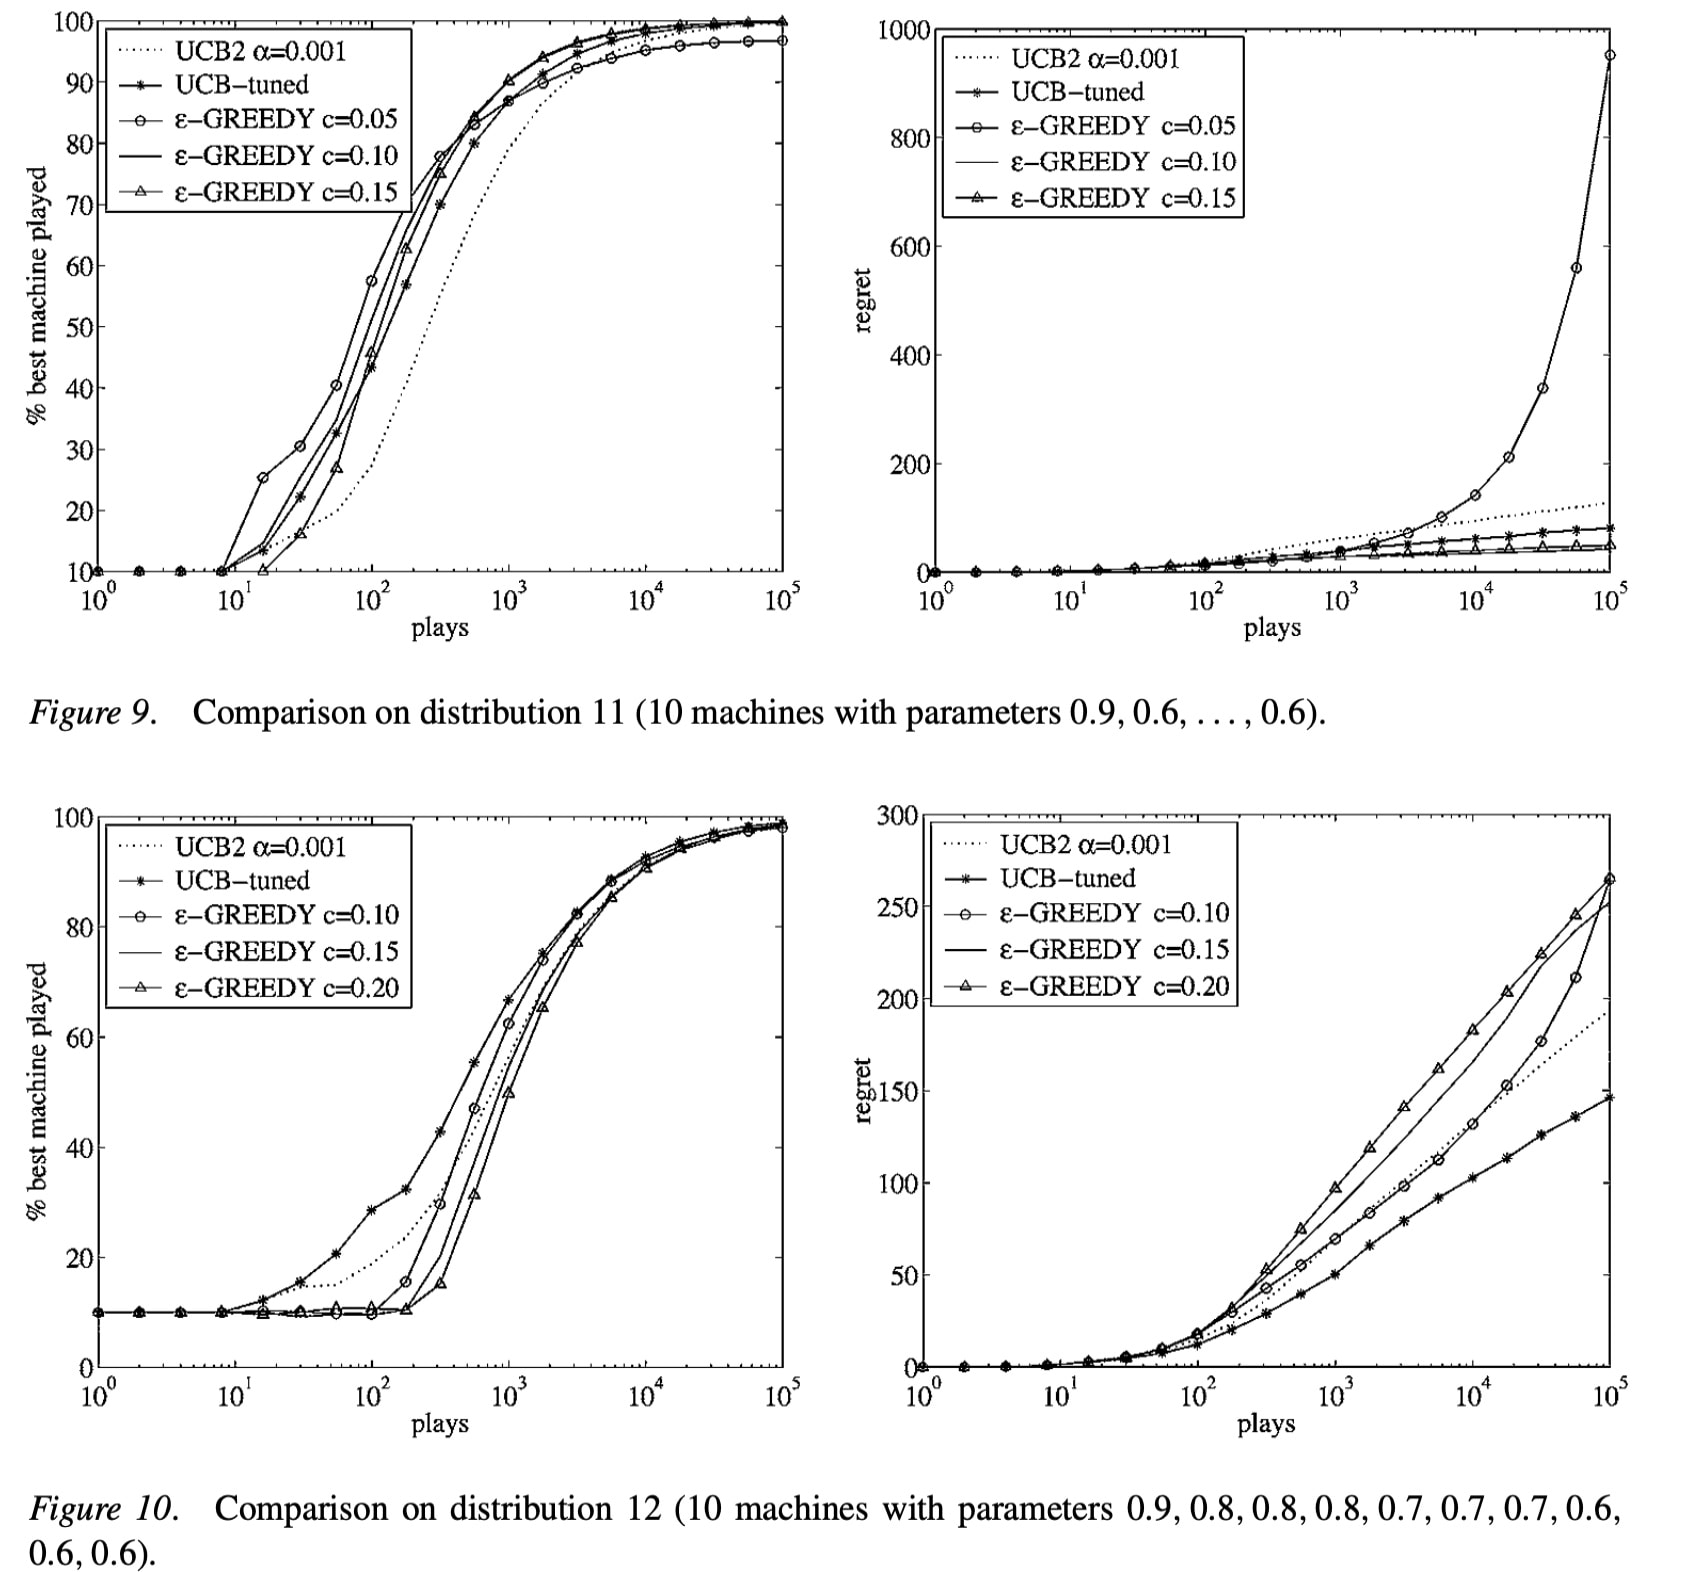 100
90
80
70
60
50
40
30
20
10
% best machine played
UCB2 α=0.001
UCB−tuned
ε−GREEDY c=0.05
ε−GREEDY c=0.10
ε−GREEDY c=0.15
10^0 10^1 10^2 10^3 10^4 10^5
plays
1000
800
600
400
200
0
regret
UCB2 α=0.001
UCB−tuned
ε−GREEDY c=0.05
ε−GREEDY c=0.10
ε−GREEDY c=0.15
10^0 10^1 10^2 10^3 10^4 10^5
plays
Figure 9. Comparison on distribution 11 (10 machines with parameters 0.9, 0.6, . . . , 0.6).
100
80
60
40
20
0
% best machine played
UCB2 α=0.001
UCB−tuned
ε−GREEDY c=0.10
ε−GREEDY c=0.15
ε−GREEDY c=0.20
10^0 10^1 10^2 10^3 10^4 10^5
plays
300
250
200
150
100
50
0
regret
UCB2 α=0.001
UCB−tuned
ε−GREEDY c=0.10
ε−GREEDY c=0.15
ε−GREEDY c=0.20
10^0 10^1 10^2 10^3 10^4 10^5
plays
Figure 10. Comparison on distribution 12 (10 machines with parameters 0.9, 0.8, 0.8, 0.8, 0.7, 0.7, 0.7, 0.6,
0.6, 0.6).